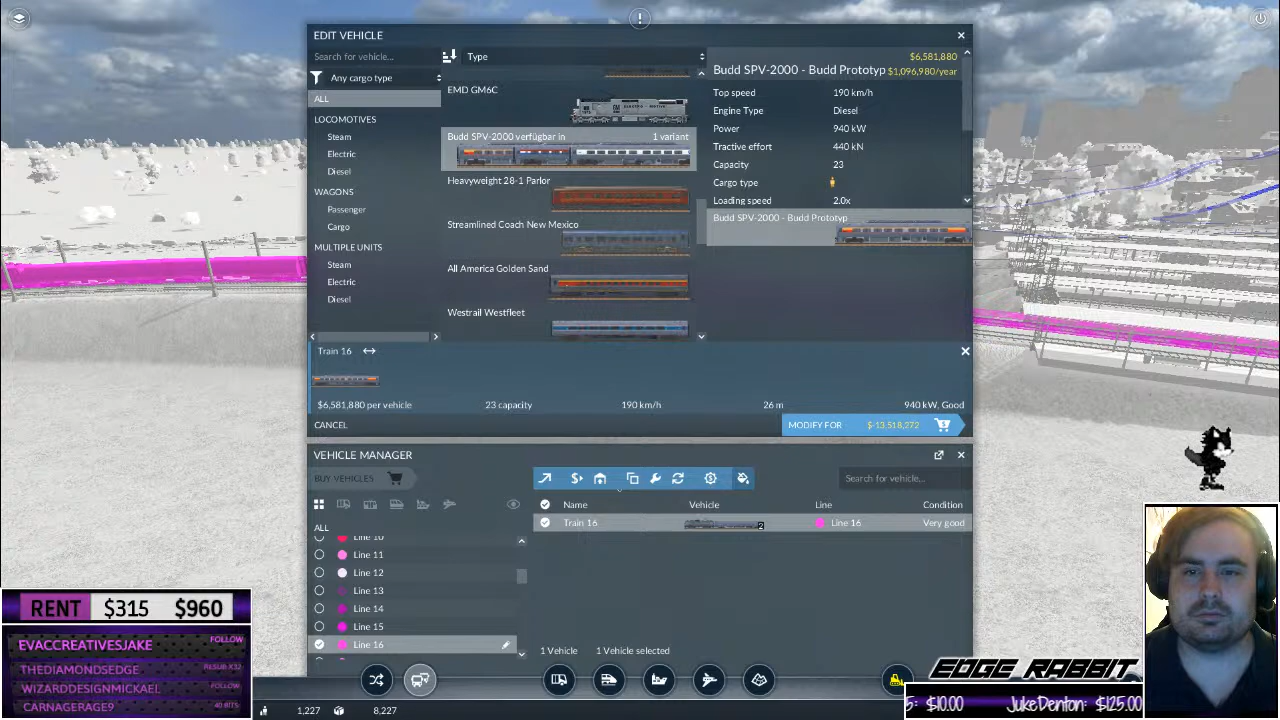 EDIT VEHICLE
Search for vehicle...
Type
Any cargo type
ALL
LOCOMOTIVES
Steam
Electric
Diesel
WAGONS
Passenger
Cargo
MULTIPLE UNITS
Steam
Electric
Diesel
EMD GM6C
Budd SPV-2000 verfügbar in 1 variant
Heavyweight 28-1 Parlor
Streamlined Coach New Mexico
All America Golden Sand
Westrail Westfleet
$6,581,880
Budd SPV-2000 - Budd Prototyp $1,096,980/year
Top speed 190 km/h
Engine Type Diesel
Power 940 kW
Tractive effort 440 kN
Capacity 23
Cargo type
Loading speed 2.0x
Budd SPV-2000 - Budd Prototyp
Train 16
$6,581,880 per vehicle 23 capacity 190 km/h 26 m 940 kW, Good
CANCEL
MODIFY FOR $-13,518,272
VEHICLE MANAGER
BUY VEHICLES
Search for vehicle...
ALL
Line 10
Line 11
Line 12
Line 13
Line 14
Line 15
Line 16
Name Vehicle Line Condition
Train 16 2 Line 16 Very good
1 Vehicle 1 Vehicle selected
1,227 8,227
RENT $315 $960
EVACCREATIVESJAKE FOLLOW
THEDIAMONDSEDGE RESUB X32
WIZARDDESIGNMICKAEL FOLLOW
CARNAGERAGE9 40 BITS
EDGE RABBIT
5: $10.00 JukeDenton: $125.00